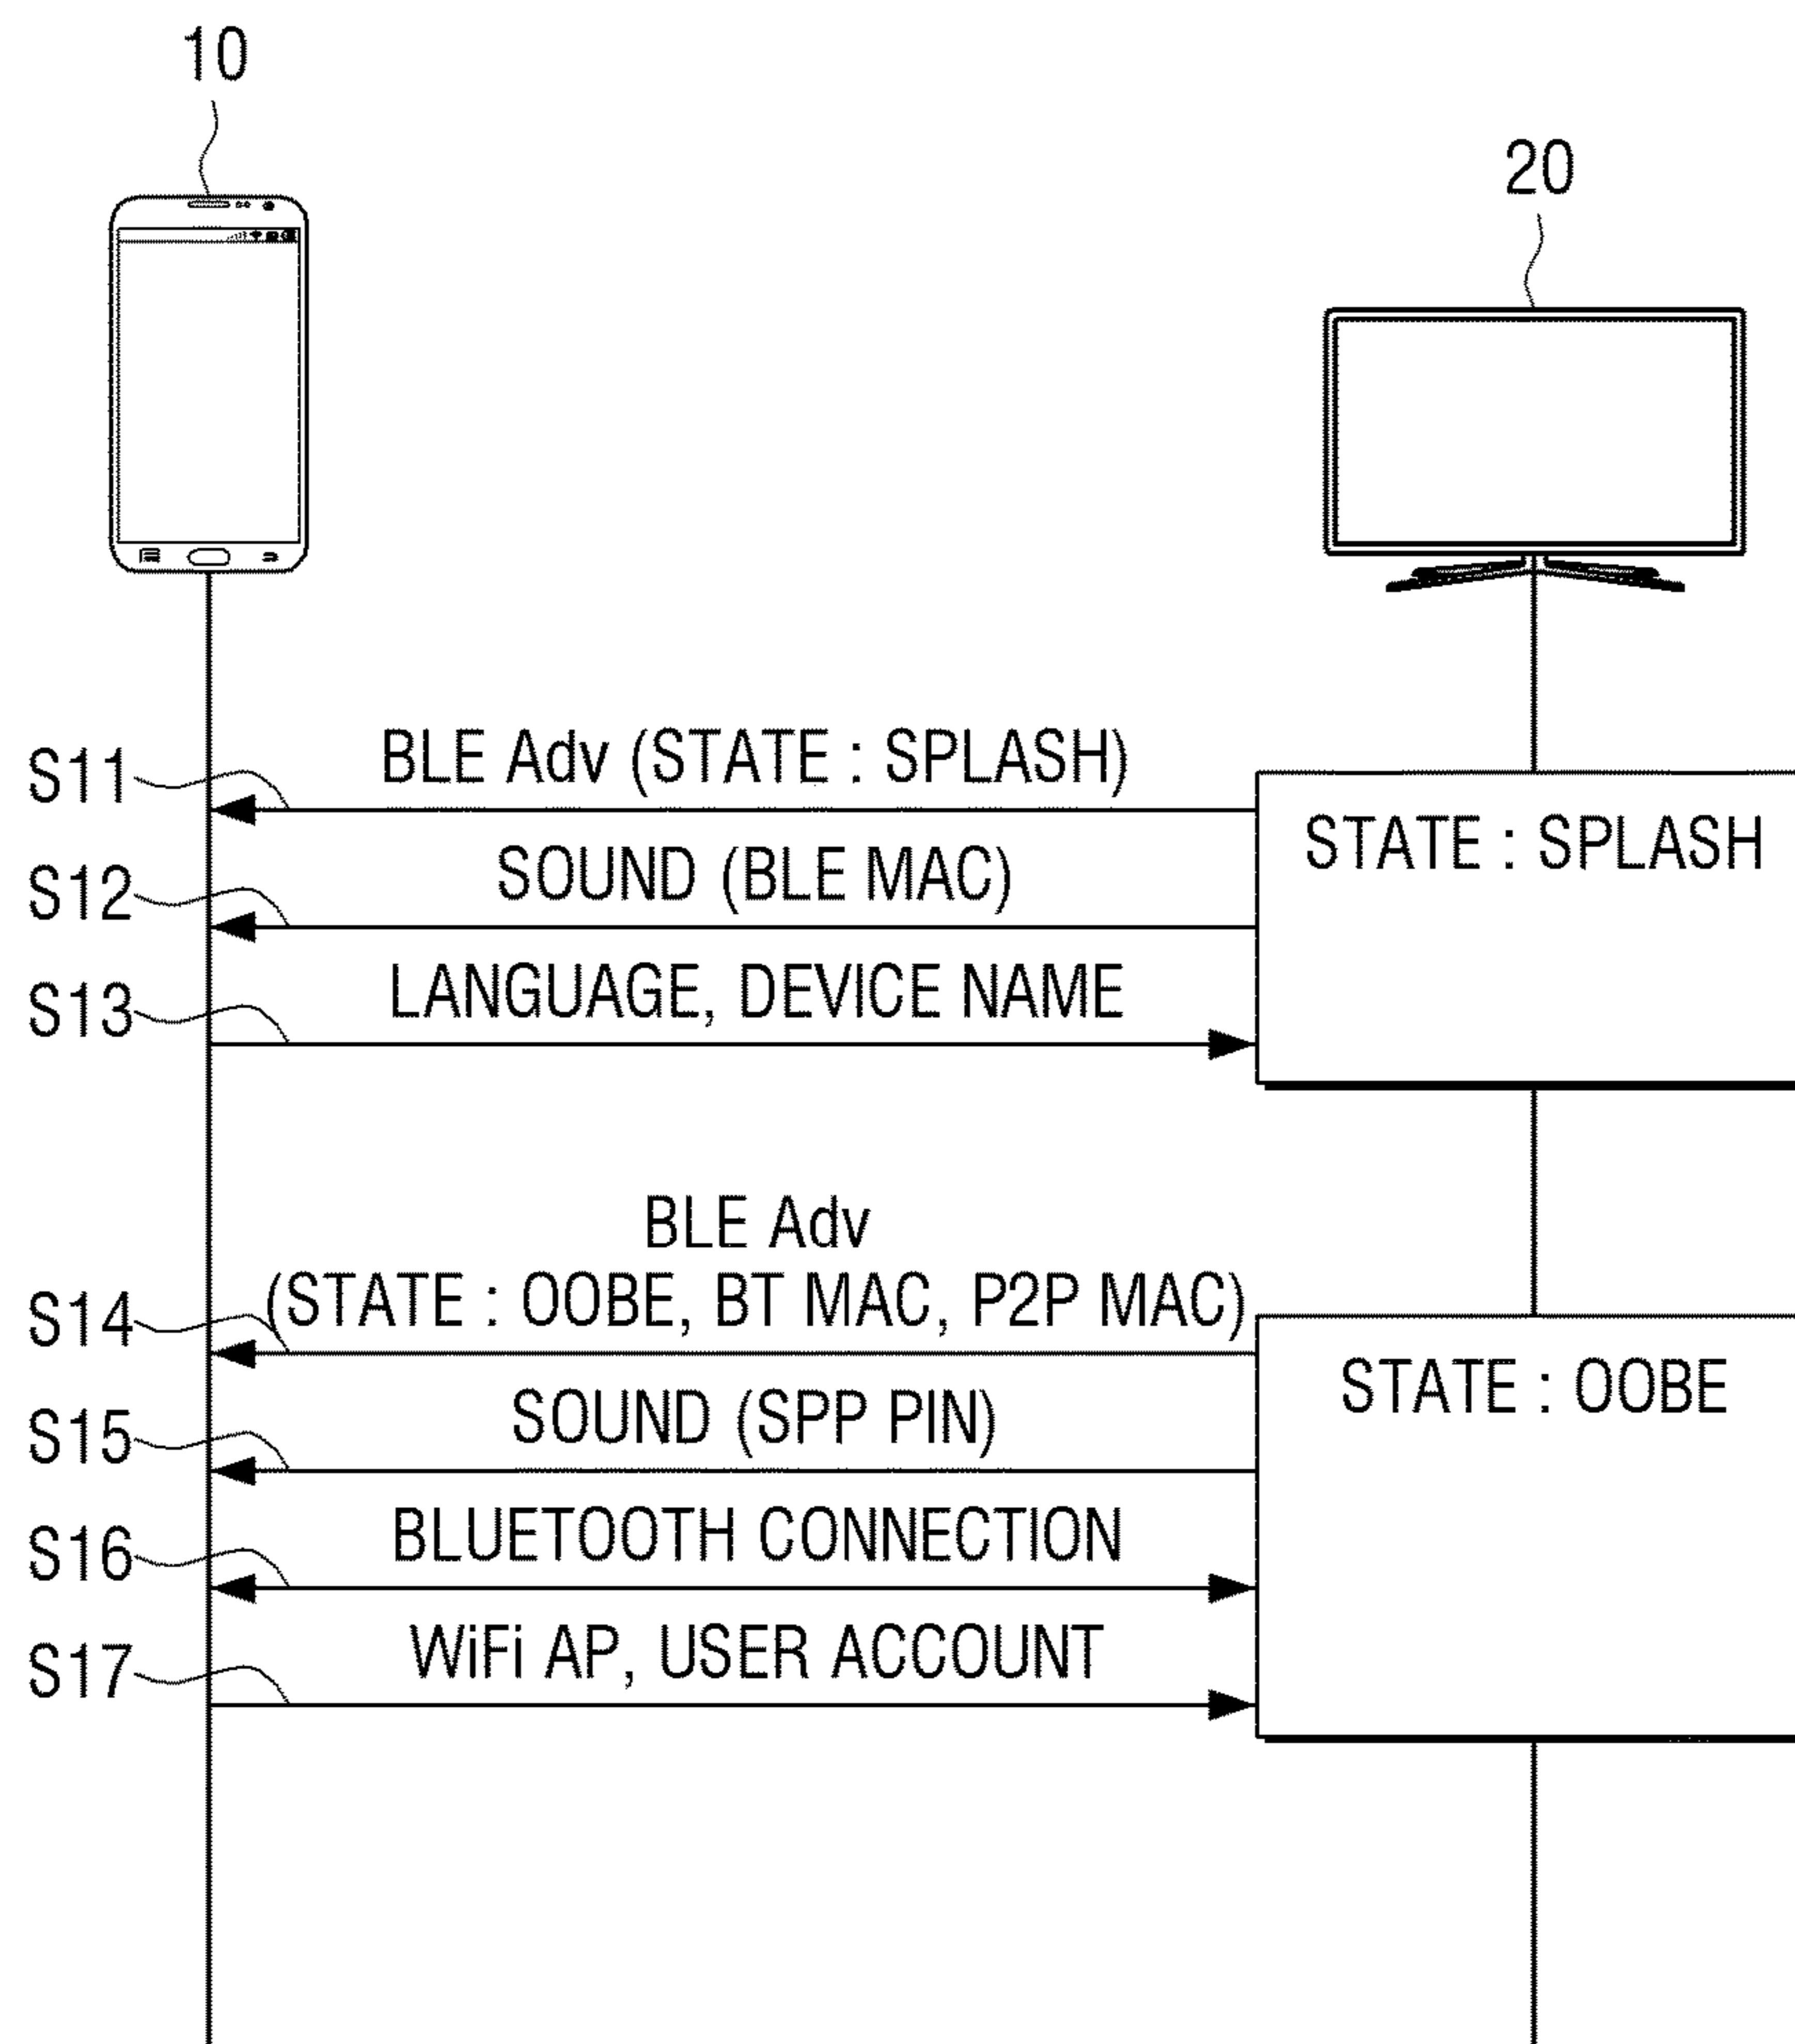 10
20
S11
BLE Adv (STATE : SPLASH)
STATE : SPLASH
S12
SOUND (BLE MAC)
S13
LANGUAGE, DEVICE NAME
BLE Adv
S14
(STATE : OOBE, BT MAC, P2P MAC)
STATE : OOBE
S15
SOUND (SPP PIN)
S16
BLUETOOTH CONNECTION
S17
WiFi AP, USER ACCOUNT